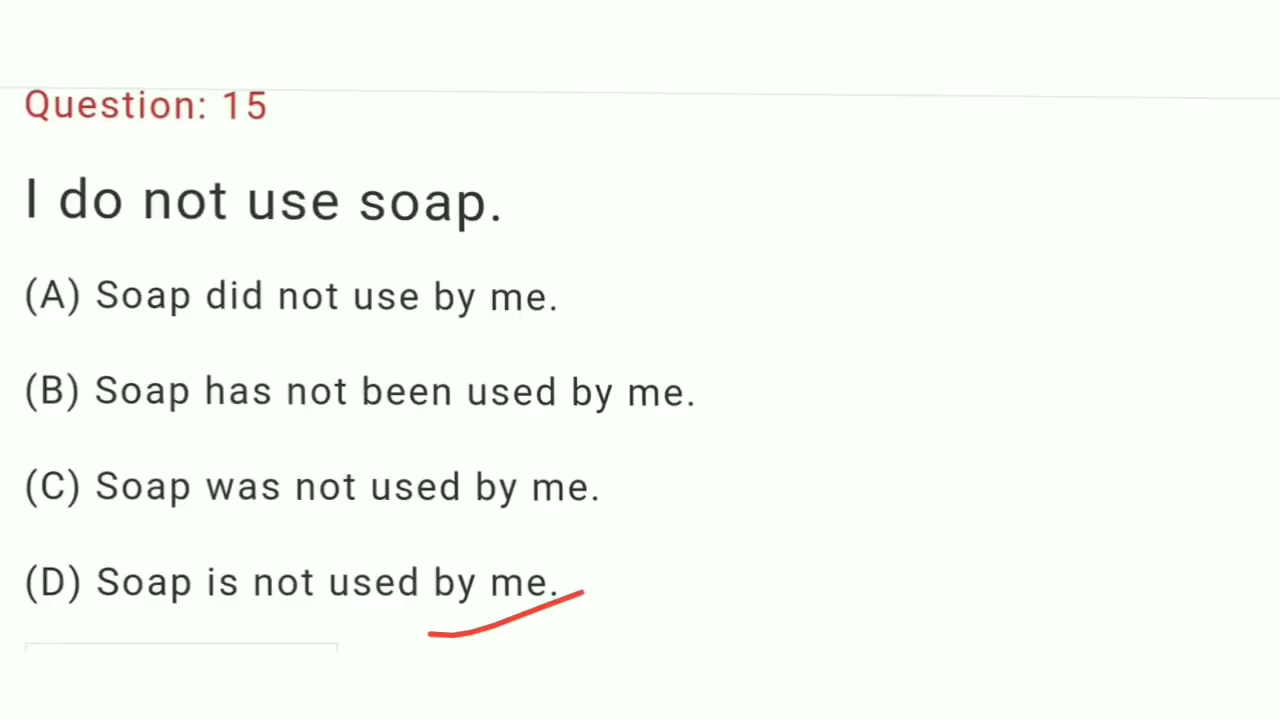 Question: 15
I do not use soap.
(A) Soap did not use by me.
(B) Soap has not been used by me.
(C) Soap was not used by me.
(D) Soap is not used by me.